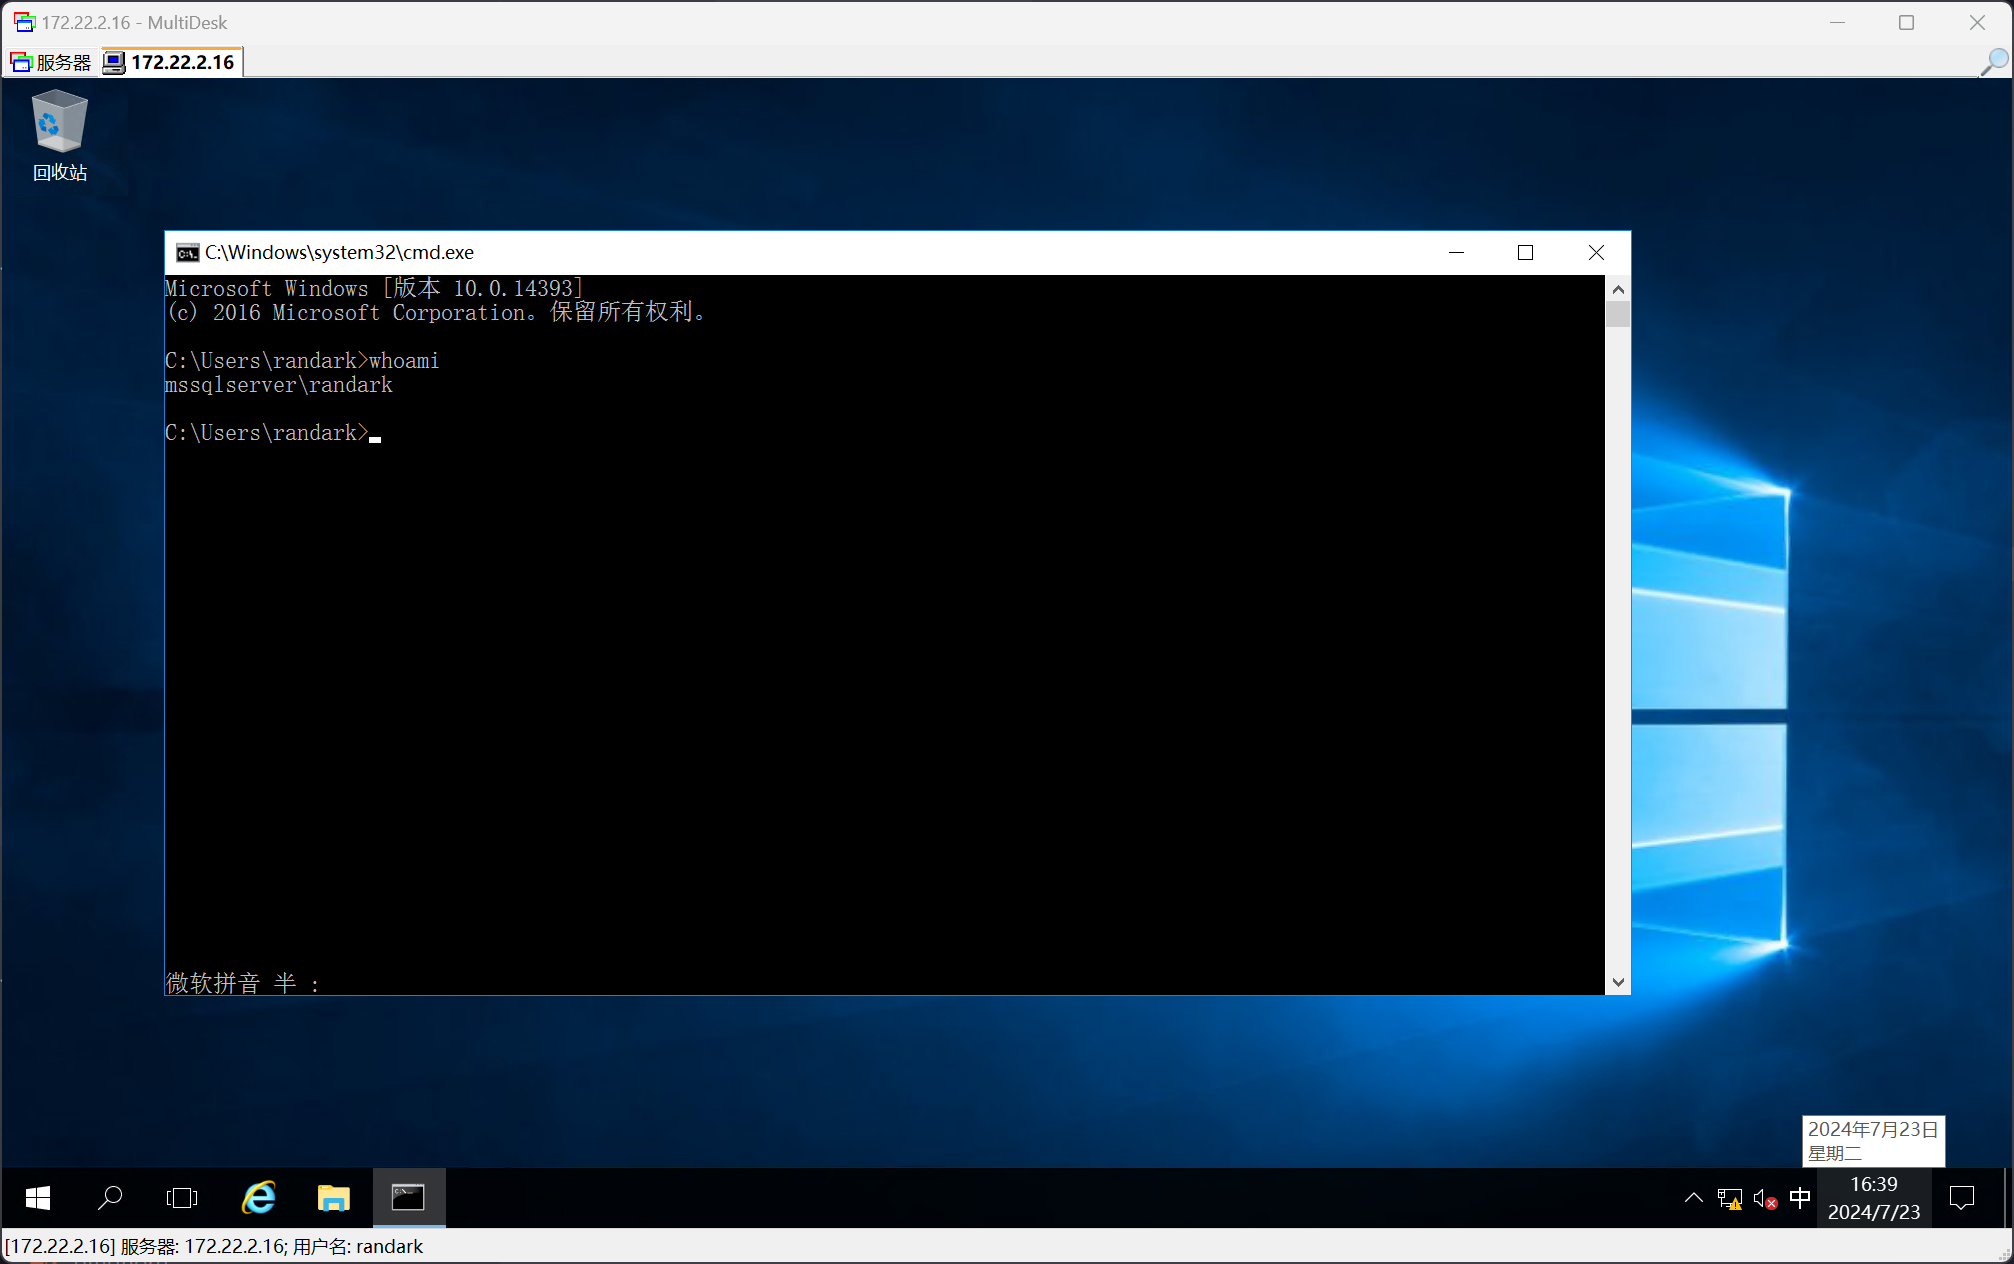 172.22.2.16 - MultiDesk
服务器 172.22.2.16
回收站
C:\Windows\system32\cmd.exe
Microsoft Windows [版本 10.0.14393]
(c) 2016 Microsoft Corporation。保留所有权利。
C:\Users\randark>whoami
mssqlserver\randark
C:\Users\randark>
微软拼音 半 :
2024年7月23日
星期二
中
16:39
2024/7/23
[172.22.2.16] 服务器: 172.22.2.16; 用户名: randark